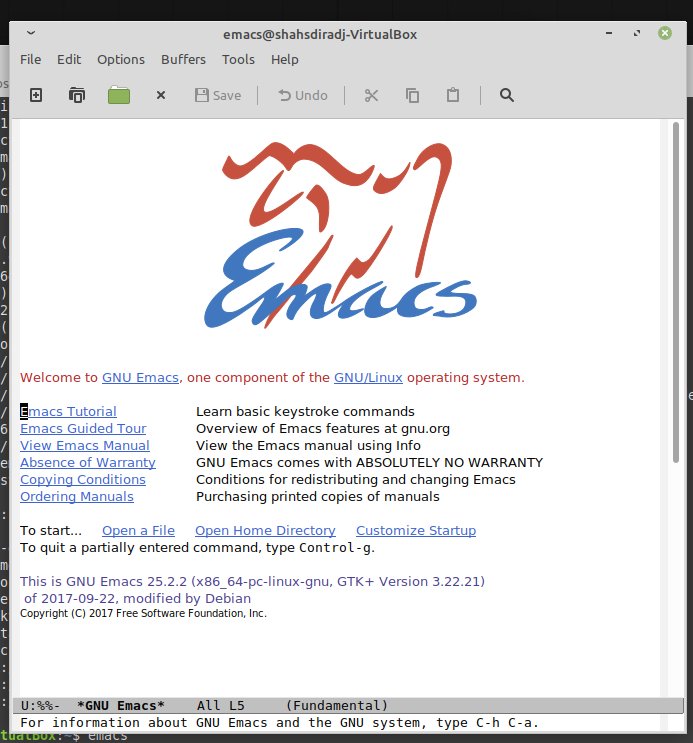 emacs@shahsdiradj-VirtualBox
File Edit Options Buffers Tools Help
Save Undo
Emacs
Welcome to GNU Emacs, one component of the GNU/Linux operating system.
Emacs Tutorial Learn basic keystroke commands
Emacs Guided Tour Overview of Emacs features at gnu.org
View Emacs Manual View the Emacs manual using Info
Absence of Warranty GNU Emacs comes with ABSOLUTELY NO WARRANTY
Copying Conditions Conditions for redistributing and changing Emacs
Ordering Manuals Purchasing printed copies of manuals
To start... Open a File Open Home Directory Customize Startup
To quit a partially entered command, type Control-g.
This is GNU Emacs 25.2.2 (x86_64-pc-linux-gnu, GTK+ Version 3.22.21)
of 2017-09-22, modified by Debian
Copyright (C) 2017 Free Software Foundation, Inc.
U:%%- *GNU Emacs* All L5 (Fundamental)
For information about GNU Emacs and the GNU system, type C-h C-a.
tualBox:~$ emacs